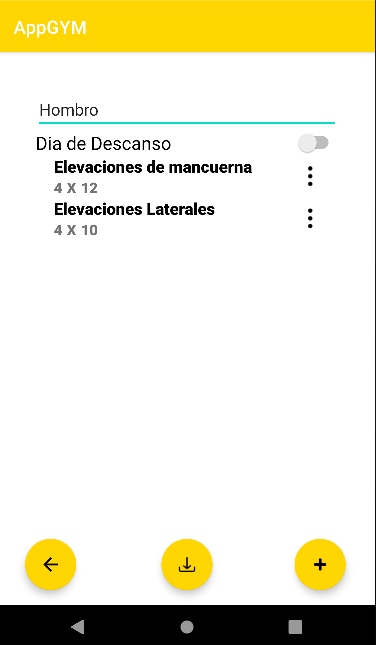 AppGYM
Hombro
Dia de Descanso
Elevaciones de mancuerna
4 X 12
Elevaciones Laterales
4 X 10